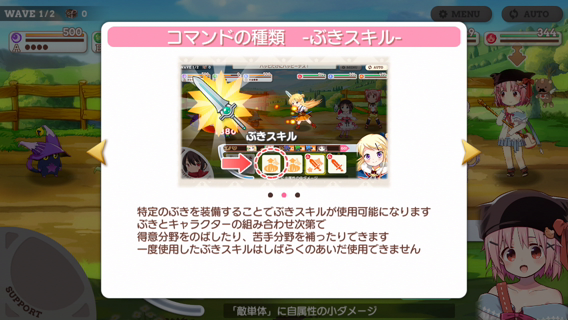 WAVE 1/2
0
MENU
AUTO
500
344
コマンドの種類 -ぶきスキル-
AUTO
ぶきスキル
特定のぶきを装備することでぶきスキルが使用可能になります
ぶきとキャラクターの組み合わせ次第で
得意分野をのばしたり、苦手分野を補ったりできます
一度使用したぶきスキルはしばらくのあいだ使用できません
SUPPORT
「敵単体」に自属性の小ダメージ